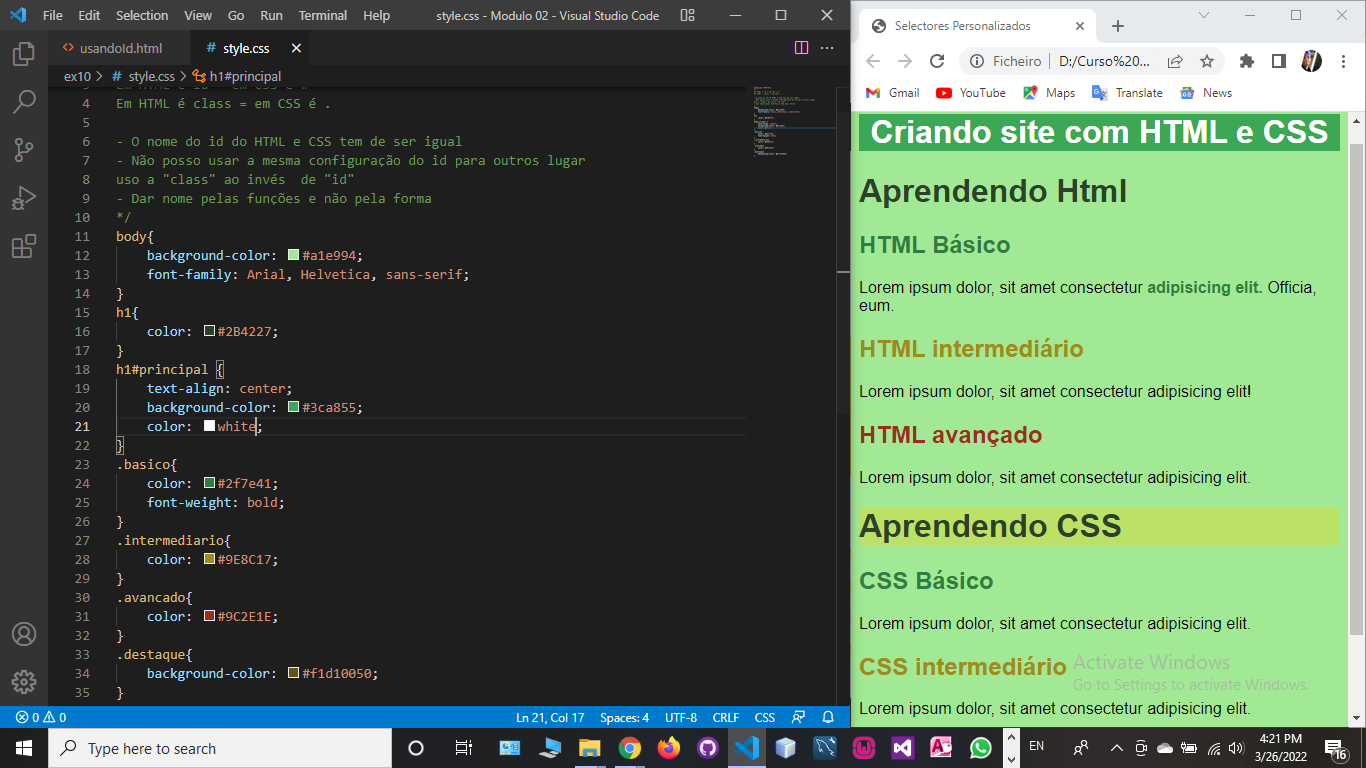 File Edit Selection View Go Run Terminal Help style.css - Modulo 02 - Visual Studio Code
usandoId.html # style.css
ex10 > # style.css > h1#principal
4 Em HTML é class = em CSS é .
5
6 - O nome do id do HTML e CSS tem de ser igual
7 - Não posso usar a mesma configuração do id para outros lugar
8 uso a "class" ao invés de "id"
9 - Dar nome pelas funções e não pela forma
10 */
11 body{
12 background-color: #a1e994;
13 font-family: Arial, Helvetica, sans-serif;
14 }
15 h1{
16 color: #2B4227;
17 }
18 h1#principal {
19 text-align: center;
20 background-color: #3ca855;
21 color: white;
22 }
23 .basico{
24 color: #2f7e41;
25 font-weight: bold;
26 }
27 .intermediario{
28 color: #9E8C17;
29 }
30 .avancado{
31 color: #9C2E1E;
32 }
33 .destaque{
34 background-color: #f1d10050;
35 }
0 0 Ln 21, Col 17 Spaces: 4 UTF-8 CRLF CSS
Selectores Personalizados
Ficheiro | D:/Curso%20...
Gmail YouTube Maps Translate News
Criando site com HTML e CSS
Aprendendo Html
HTML Básico
Lorem ipsum dolor, sit amet consectetur adipisicing elit. Officia,
eum.
HTML intermediário
Lorem ipsum dolor, sit amet consectetur adipisicing elit!
HTML avançado
Lorem ipsum dolor, sit amet consectetur adipisicing elit.
Aprendendo CSS
CSS Básico
Lorem ipsum dolor, sit amet consectetur adipisicing elit.
CSS intermediário
Activate Windows
Go to Settings to activate Windows.
Lorem ipsum dolor, sit amet consectetur adipisicing elit.
Type here to search
EN
4:21 PM
3/26/2022
16